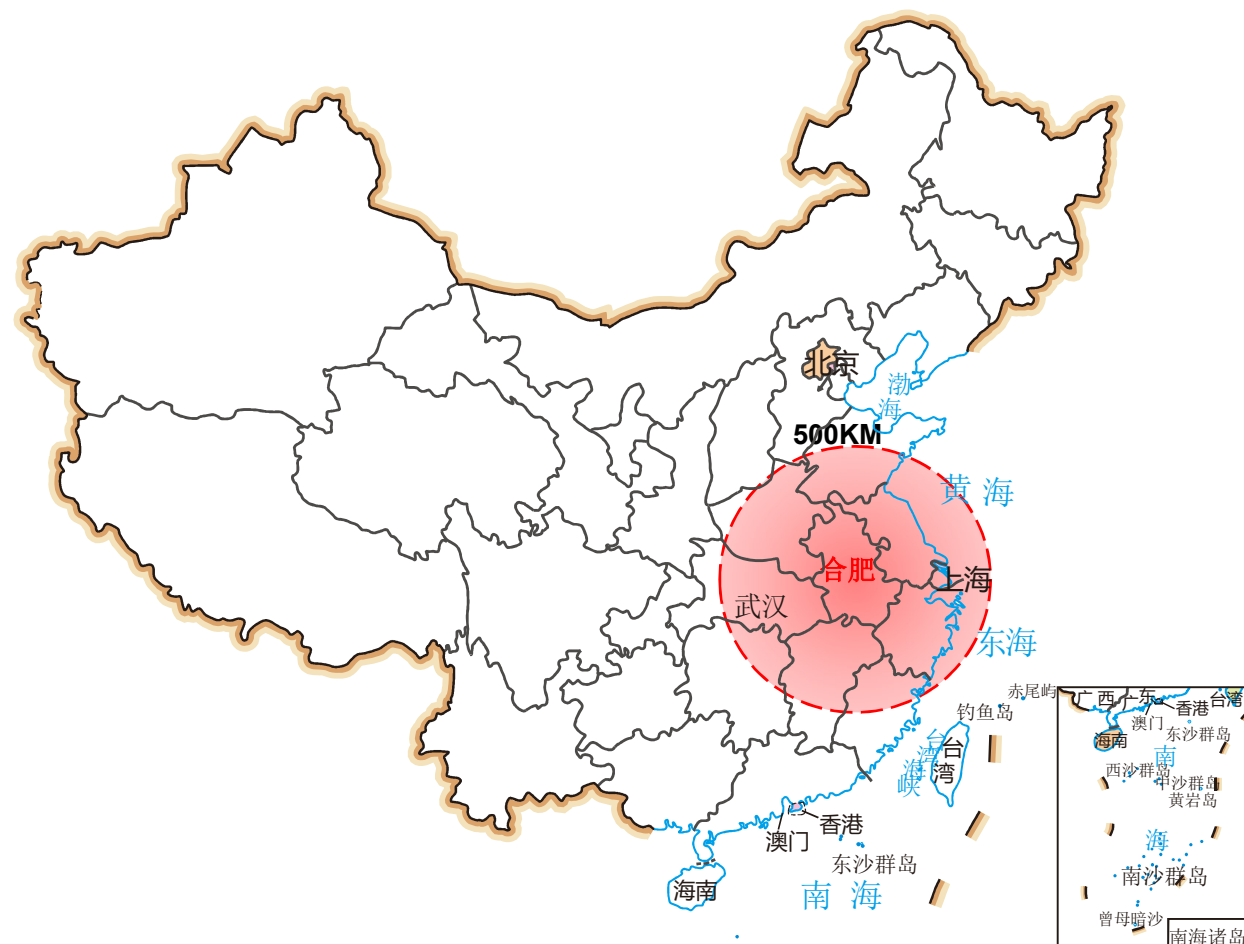 北京
渤
海
500KM
黄 海
合肥
上海
武汉
东海
赤尾屿
钓鱼岛
台
湾
海
峡
台
湾
香港
澳门
东沙群岛
海南
南 海
广 西
广东
台湾
香港
澳门
东沙群岛
海南
南
西沙群岛
中沙群岛
黄岩岛
海
南沙群岛
曾母暗沙
南海诸岛